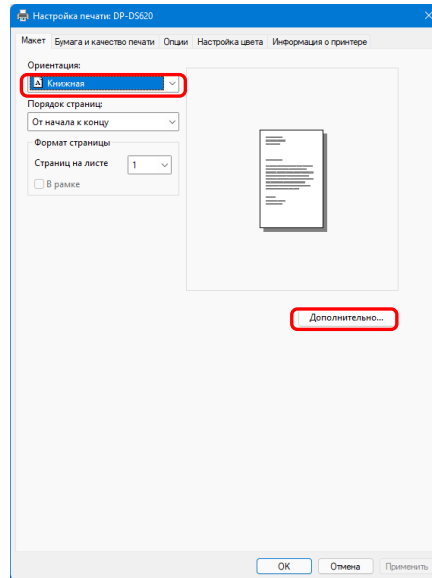 Настройка печати: DP-DS620
Макет Бумага и качество печати Опции Настройка цвета Информация о принтере
Ориентация:
Книжная
Порядок страниц:
От начала к концу
Формат страницы
Страниц на листе 1
В рамке
Дополнительно...
OK Отмена Применить